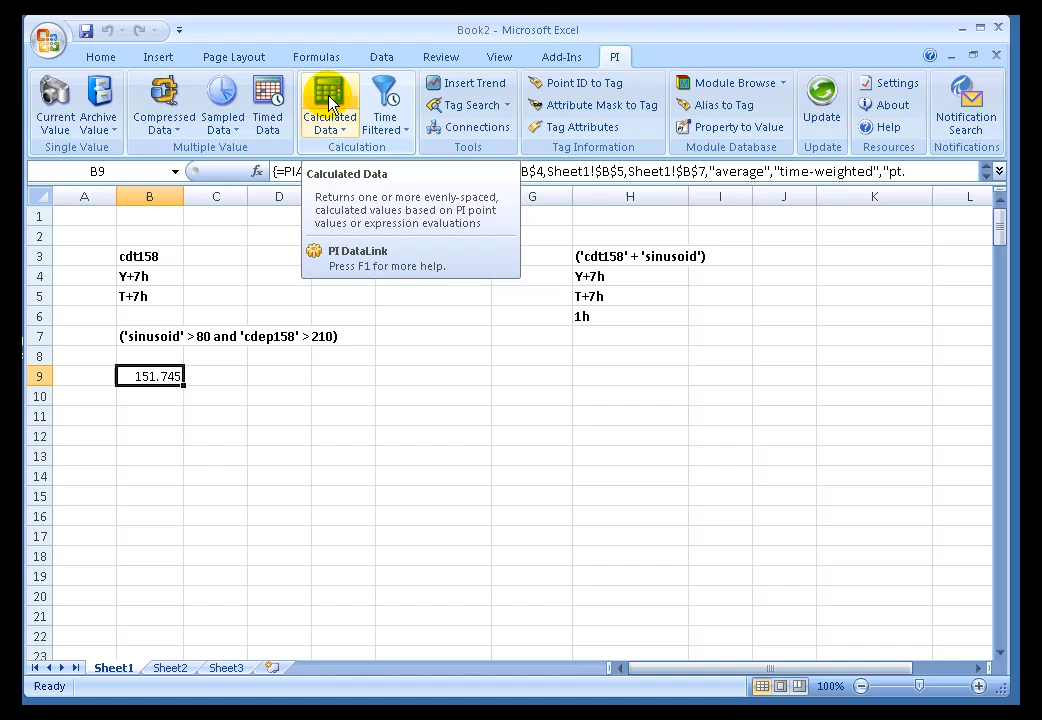 Book2 - Microsoft Excel
Home Insert Page Layout Formulas Data Review View Add-Ins PI
Current Value
Archive Value
Single Value
Compressed Data
Sampled Data
Timed Data
Multiple Value
Calculated Data
Time Filtered
Calculation
Insert Trend
Tag Search
Connections
Tools
Point ID to Tag
Attribute Mask to Tag
Tag Attributes
Tag Information
Module Browse
Alias to Tag
Property to Value
Module Database
Update
Update
Settings
About
Help
Resources
Notification Search
Notifications
B9 fx {=PIA B$4,Sheet1!$B$5,Sheet1!$B$7,"average","time-weighted","pt.
Calculated Data
Returns one or more evenly-spaced,
calculated values based on PI point
values or expression evaluations
PI DataLink
Press F1 for more help.
A B C D G H I J K L
1
2
3 cdt158 ('cdt158' + 'sinusoid')
4 Y+7h Y+7h
5 T+7h T+7h
6 1h
7 ('sinusoid' >80 and 'cdep158' >210)
8
9 151.745
10
11
12
13
14
15
16
17
18
19
20
21
22
23
Sheet1 Sheet2 Sheet3
Ready 100%